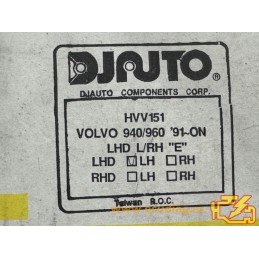 DJAUTO ®
DJAUTO COMPONENTS CORP.
HVV151
VOLVO 940/960 '91-ON
LHD L/RH "E"
LHD ☑LH ☐RH
RHD ☐LH ☐RH
Taiwan R.O.C.